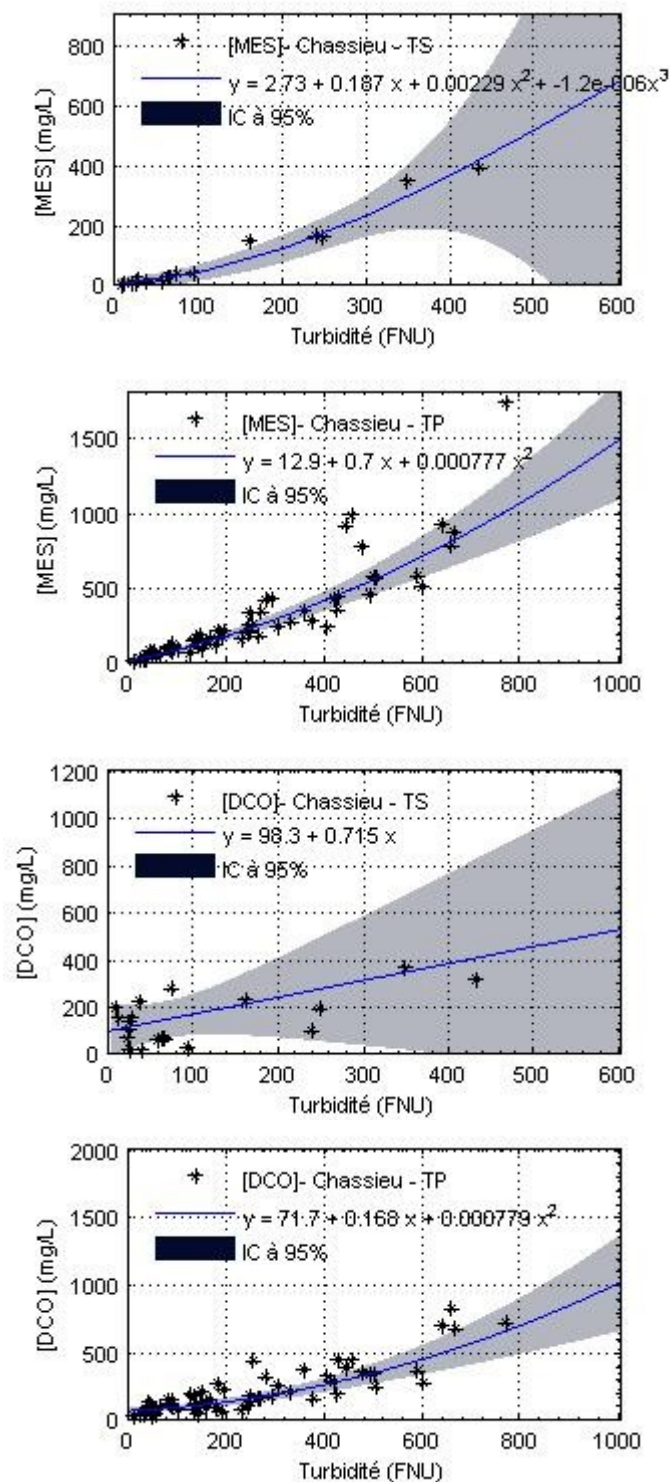 800
600
400
200
0
[MES] (mg/L)
[MES]- Chassieu - TS
y = 2.73 + 0.187 x + 0.00229 x² + -1.2e-006x³
IC à 95%
0 100 200 300 400 500 600
Turbidité (FNU)
1500
1000
500
0
[MES] (mg/L)
[MES]- Chassieu - TP
y = 12.9 + 0.7 x + 0.000777 x²
IC à 95%
0 200 400 600 800 1000
Turbidité (FNU)
1200
1000
800
600
400
200
0
[DCO] (mg/L)
[DCO]- Chassieu - TS
y = 98.3 + 0.715 x
IC à 95%
0 100 200 300 400 500 600
Turbidité (FNU)
2000
1500
1000
500
0
[DCO] (mg/L)
[DCO]- Chassieu - TP
y = 71.7 + 0.168 x + 0.000779 x²
IC à 95%
0 200 400 600 800 1000
Turbidité (FNU)